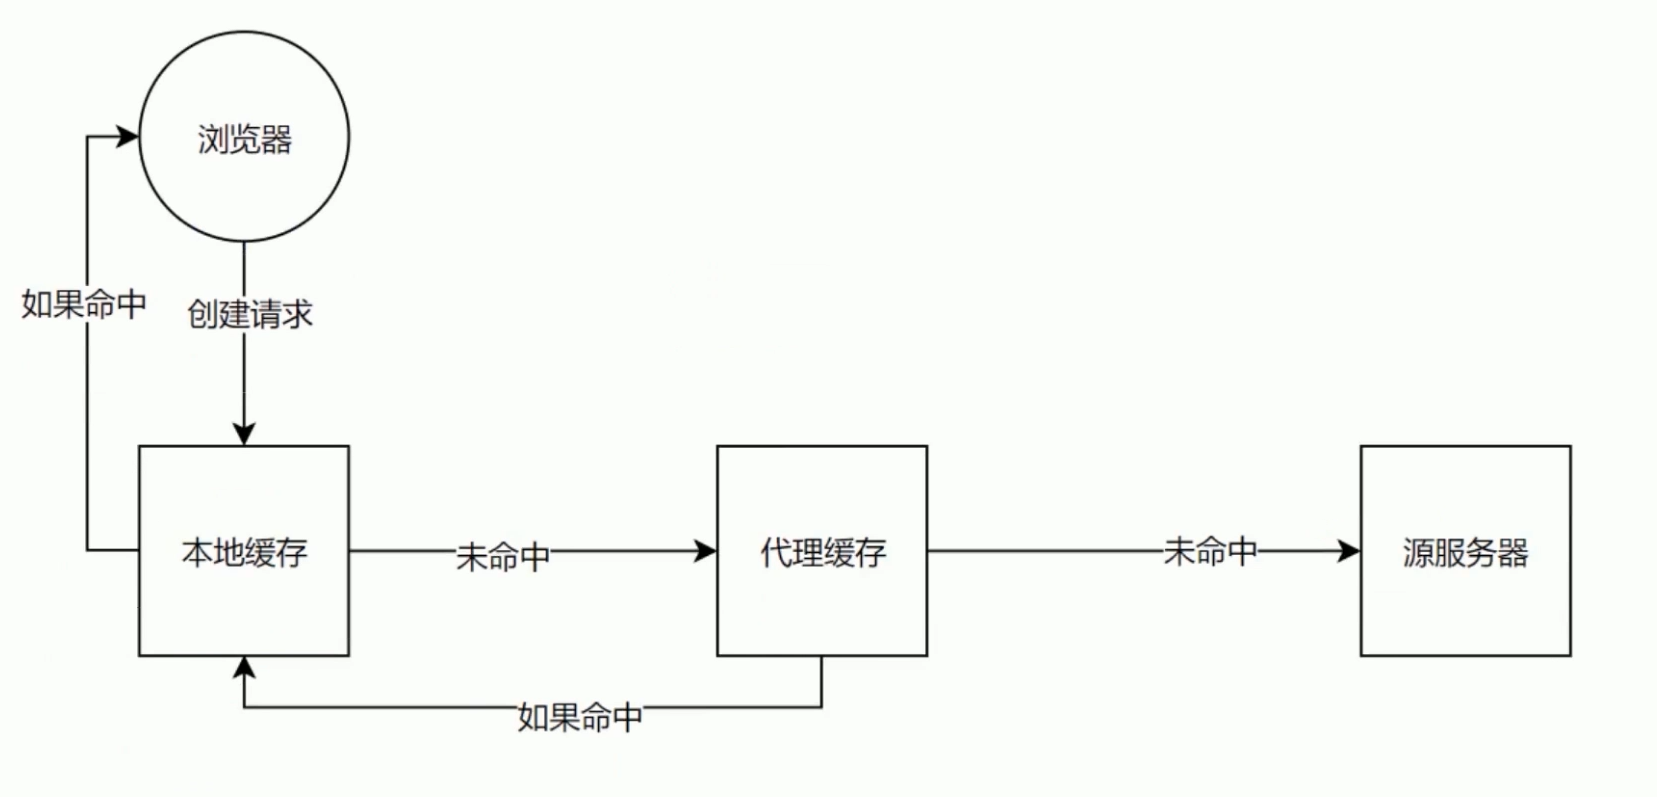 浏览器
如果命中
创建请求
本地缓存
未命中
代理缓存
未命中
源服务器
如果命中